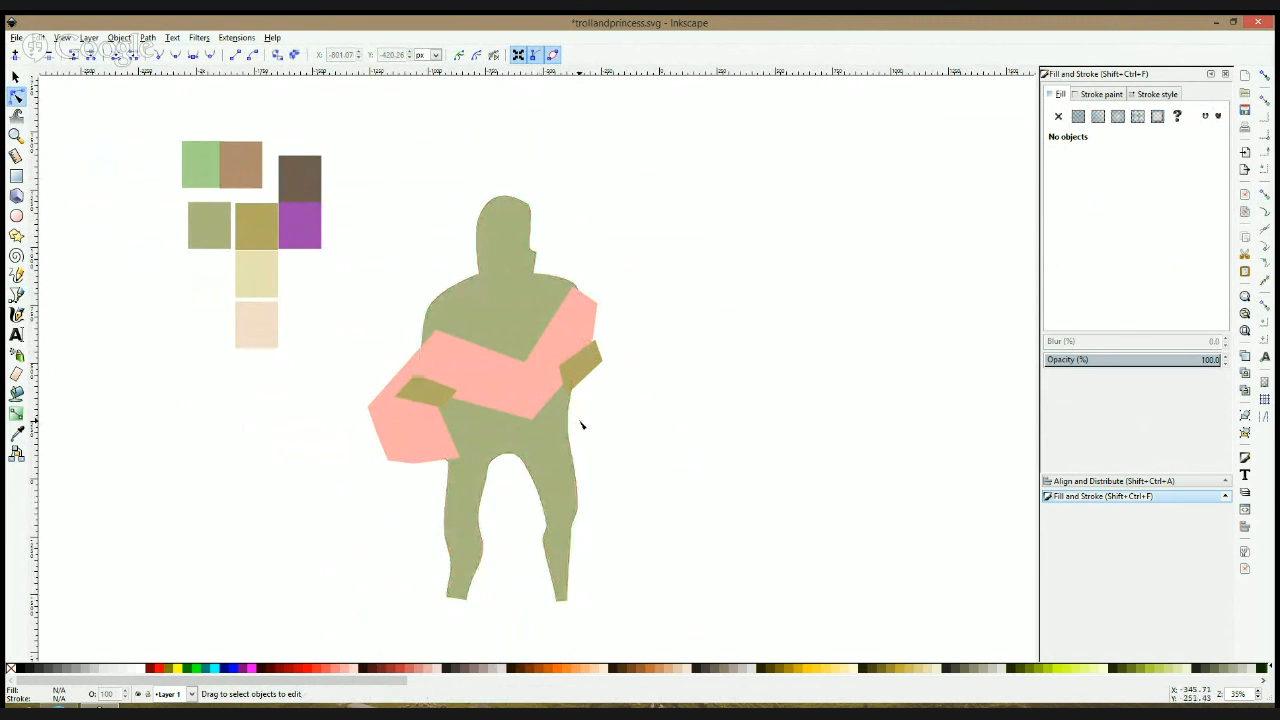 *trollandprincess.svg - Inkscape
File View Layer Object Path Text Filters Extensions Help
Google
X: -801.07 Y: -420.26 px
Fill and Stroke (Shift+Ctrl+F)
Fill Stroke paint Stroke style
No objects
Blur (%) 0.0
Opacity (%) 100.0
Align and Distribute (Shift+Ctrl+A)
Fill and Stroke (Shift+Ctrl+F)
Fill: N/A
Stroke: N/A
O: 100
Layer 1
Drag to select objects to edit
X: -345.71
Y: -251.43
Z: 35%